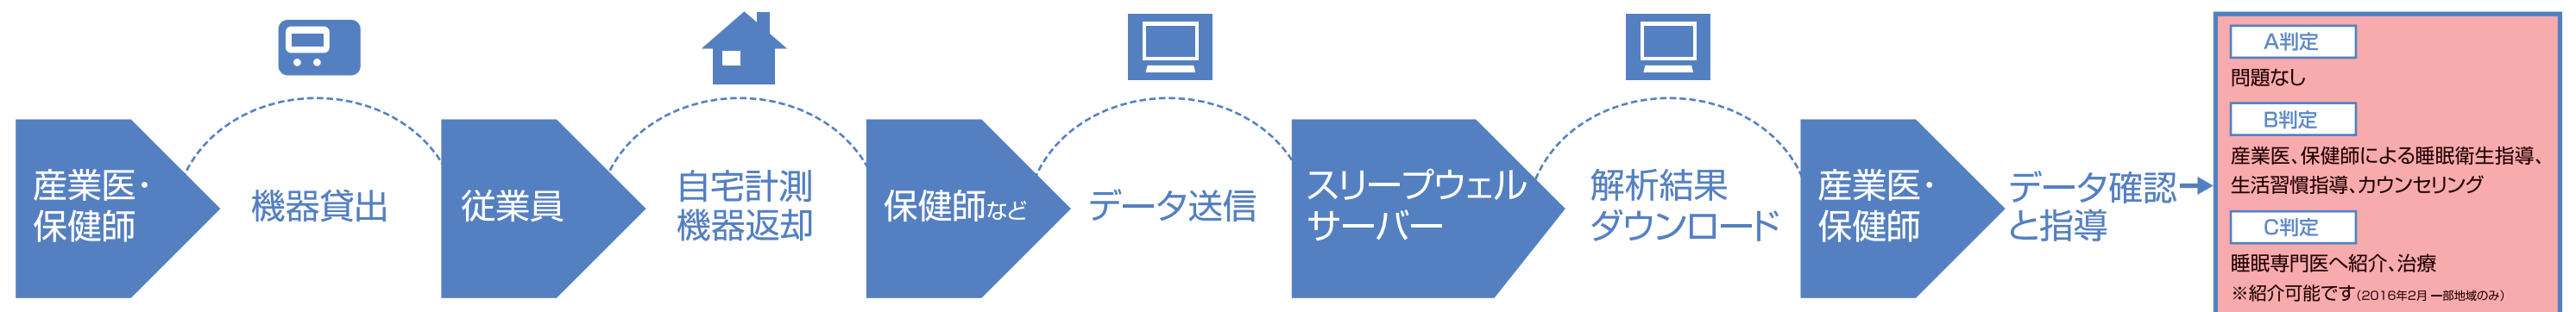 産業医・
保健師
機器貸出
従業員
自宅計測
機器返却
保健師など
データ送信
スリープウェル
サーバー
解析結果
ダウンロード
産業医・
保健師
データ確認
と指導
A判定
問題なし
B判定
産業医、保健師による睡眠衛生指導、
生活習慣指導、カウンセリング
C判定
睡眠専門医へ紹介、治療
※紹介可能です(2016年2月 一部地域のみ)